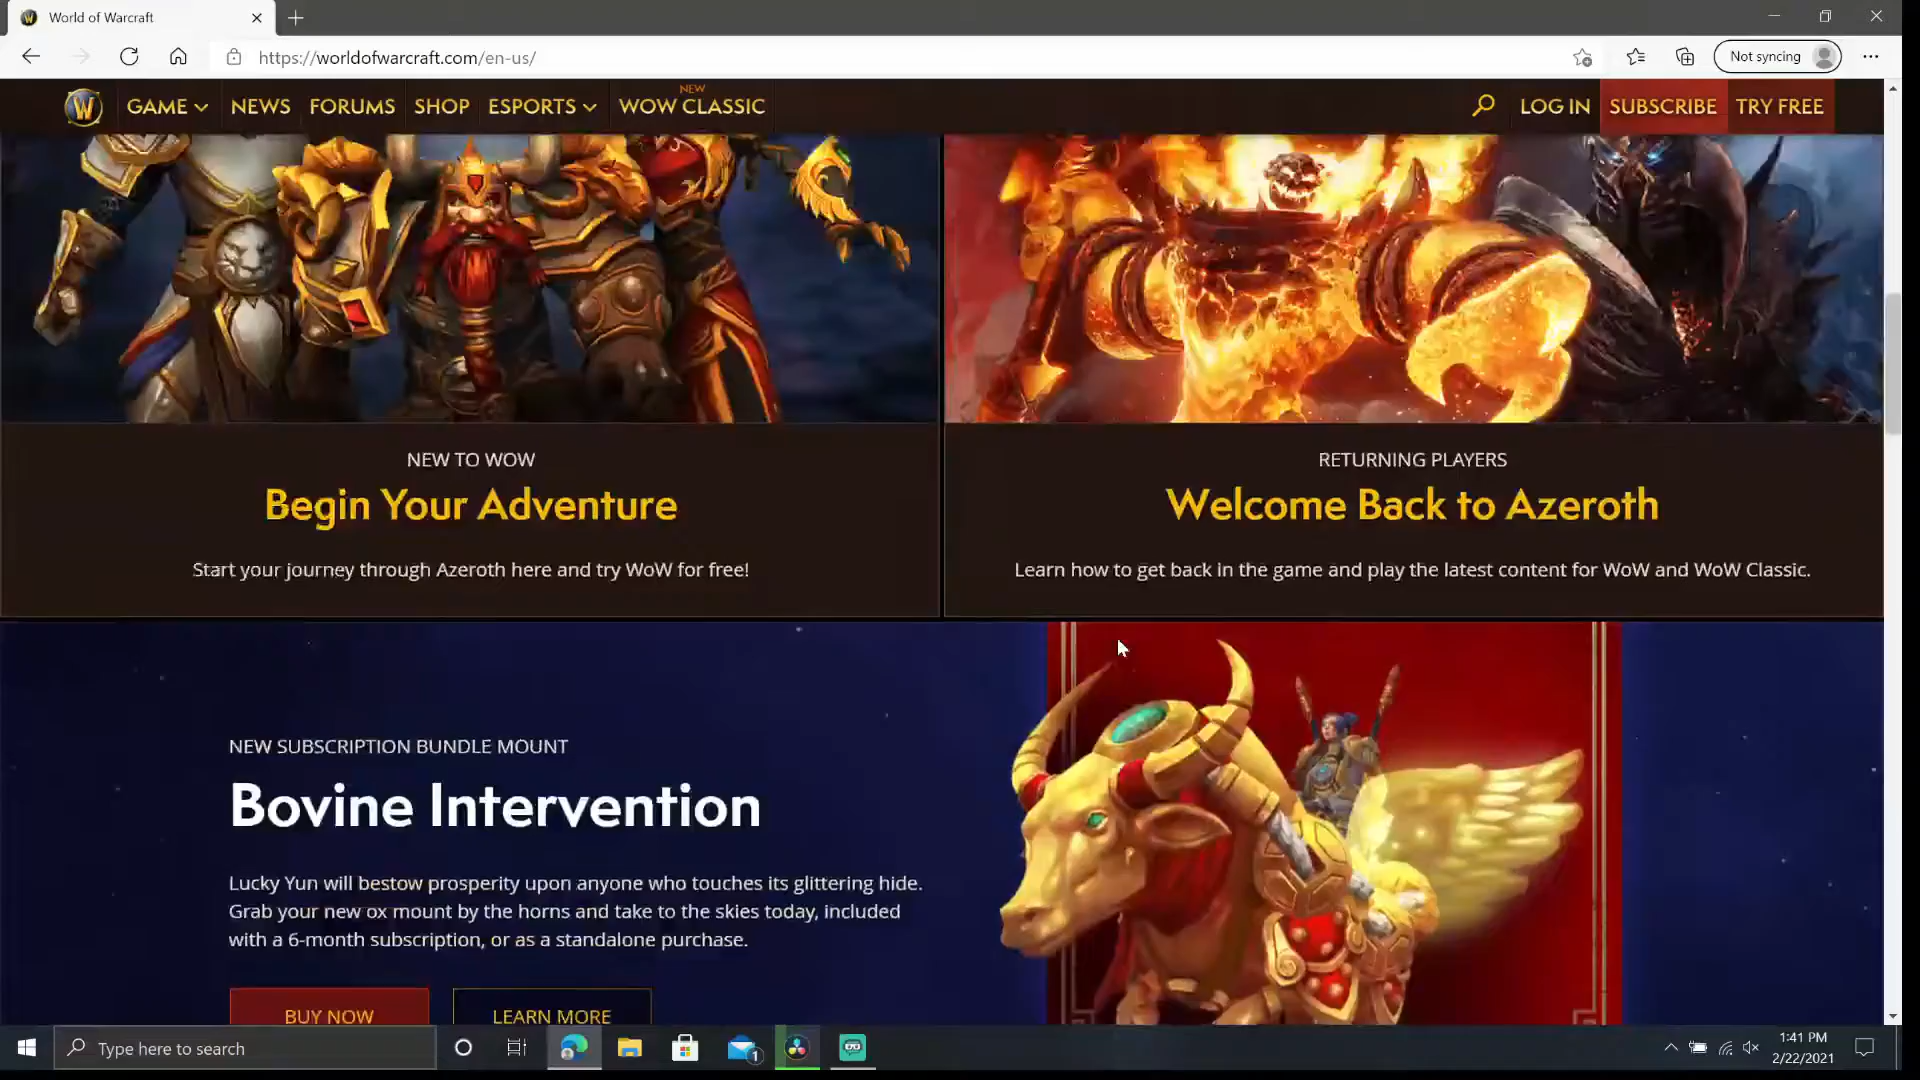 World of Warcraft
https://worldofwarcraft.com/en-us/
Not syncing
W
GAME
NEWS
FORUMS
SHOP
ESPORTS
NEW
WOW CLASSIC
LOG IN
SUBSCRIBE
TRY FREE
NEW TO WOW
Begin Your Adventure
Start your journey through Azeroth here and try WoW for free!
RETURNING PLAYERS
Welcome Back to Azeroth
Learn how to get back in the game and play the latest content for WoW and WoW Classic.
NEW SUBSCRIPTION BUNDLE MOUNT
Bovine Intervention
Lucky Yun will bestow prosperity upon anyone who touches its glittering hide.
Grab your new ox mount by the horns and take to the skies today, included
with a 6-month subscription, or as a standalone purchase.
BUY NOW
LEARN MORE
Type here to search
1
1:41 PM
2/22/2021